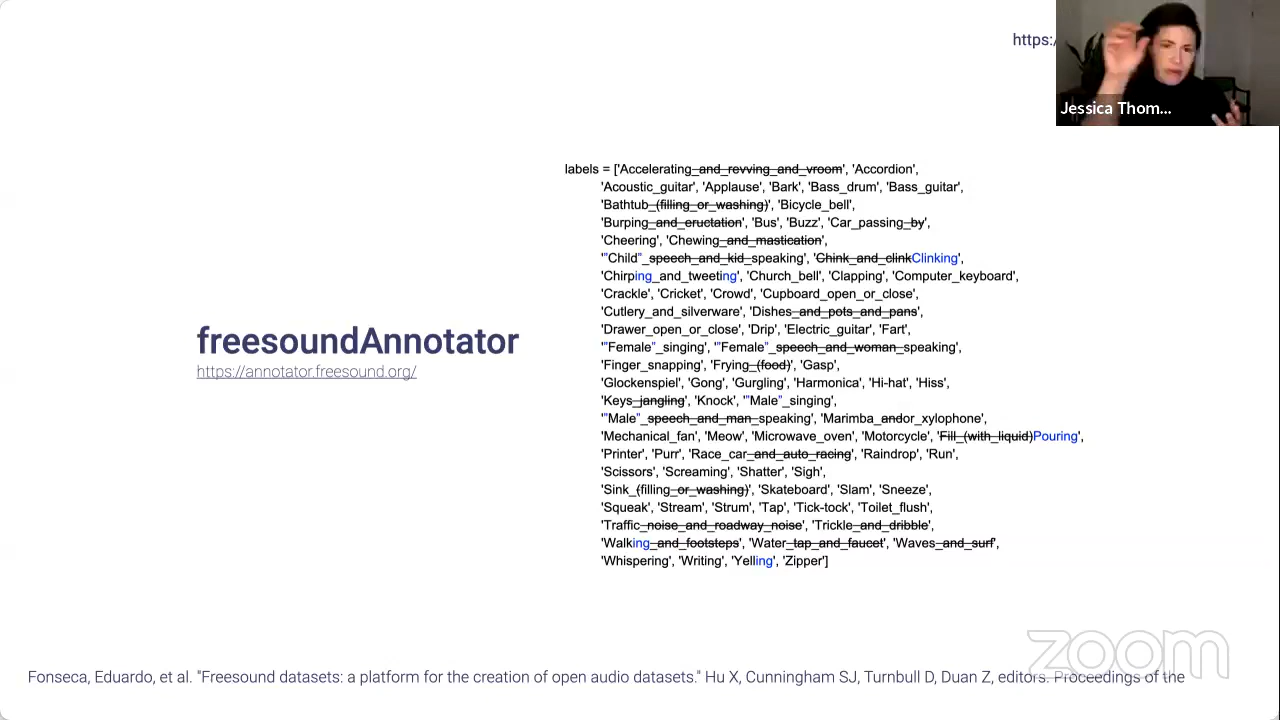 https:/
Jessica Thom...
labels = ['Accelerating_and_revving_and_vroom', 'Accordion',
'Acoustic_guitar', 'Applause', 'Bark', 'Bass_drum', 'Bass_guitar',
'Bathtub_(filling_or_washing)', 'Bicycle_bell',
'Burping_and_eructation', 'Bus', 'Buzz', 'Car_passing_by',
'Cheering', 'Chewing_and_mastication',
'"Child"_speech_and_kid_speaking', 'Chink_and_clinkClinking',
'Chirping_and_tweeting', 'Church_bell', 'Clapping', 'Computer_keyboard',
'Crackle', 'Cricket', 'Crowd', 'Cupboard_open_or_close',
'Cutlery_and_silverware', 'Dishes_and_pots_and_pans',
'Drawer_open_or_close', 'Drip', 'Electric_guitar', 'Fart',
'"Female"_singing', '"Female"_speech_and_woman_speaking',
'Finger_snapping', 'Frying_(food)', 'Gasp',
'Glockenspiel', 'Gong', 'Gurgling', 'Harmonica', 'Hi-hat', 'Hiss',
'Keys_jangling', 'Knock', '"Male"_singing',
'"Male"_speech_and_man_speaking', 'Marimba_andor_xylophone',
'Mechanical_fan', 'Meow', 'Microwave_oven', 'Motorcycle', 'Fill_(with_liquid)Pouring',
'Printer', 'Purr', 'Race_car_and_auto_racing', 'Raindrop', 'Run',
'Scissors', 'Screaming', 'Shatter', 'Sigh',
'Sink_(filling_or_washing)', 'Skateboard', 'Slam', 'Sneeze',
'Squeak', 'Stream', 'Strum', 'Tap', 'Tick-tock', 'Toilet_flush',
'Traffic_noise_and_roadway_noise', 'Trickle_and_dribble',
'Walking_and_footsteps', 'Water_tap_and_faucet', 'Waves_and_surf',
'Whispering', 'Writing', 'Yelling', 'Zipper']
freesoundAnnotator
https://annotator.freesound.org/
zoom
Fonseca, Eduardo, et al. "Freesound datasets: a platform for the creation of open audio datasets." Hu X, Cunningham SJ, Turnbull D, Duan Z, editors. Proceedings of the